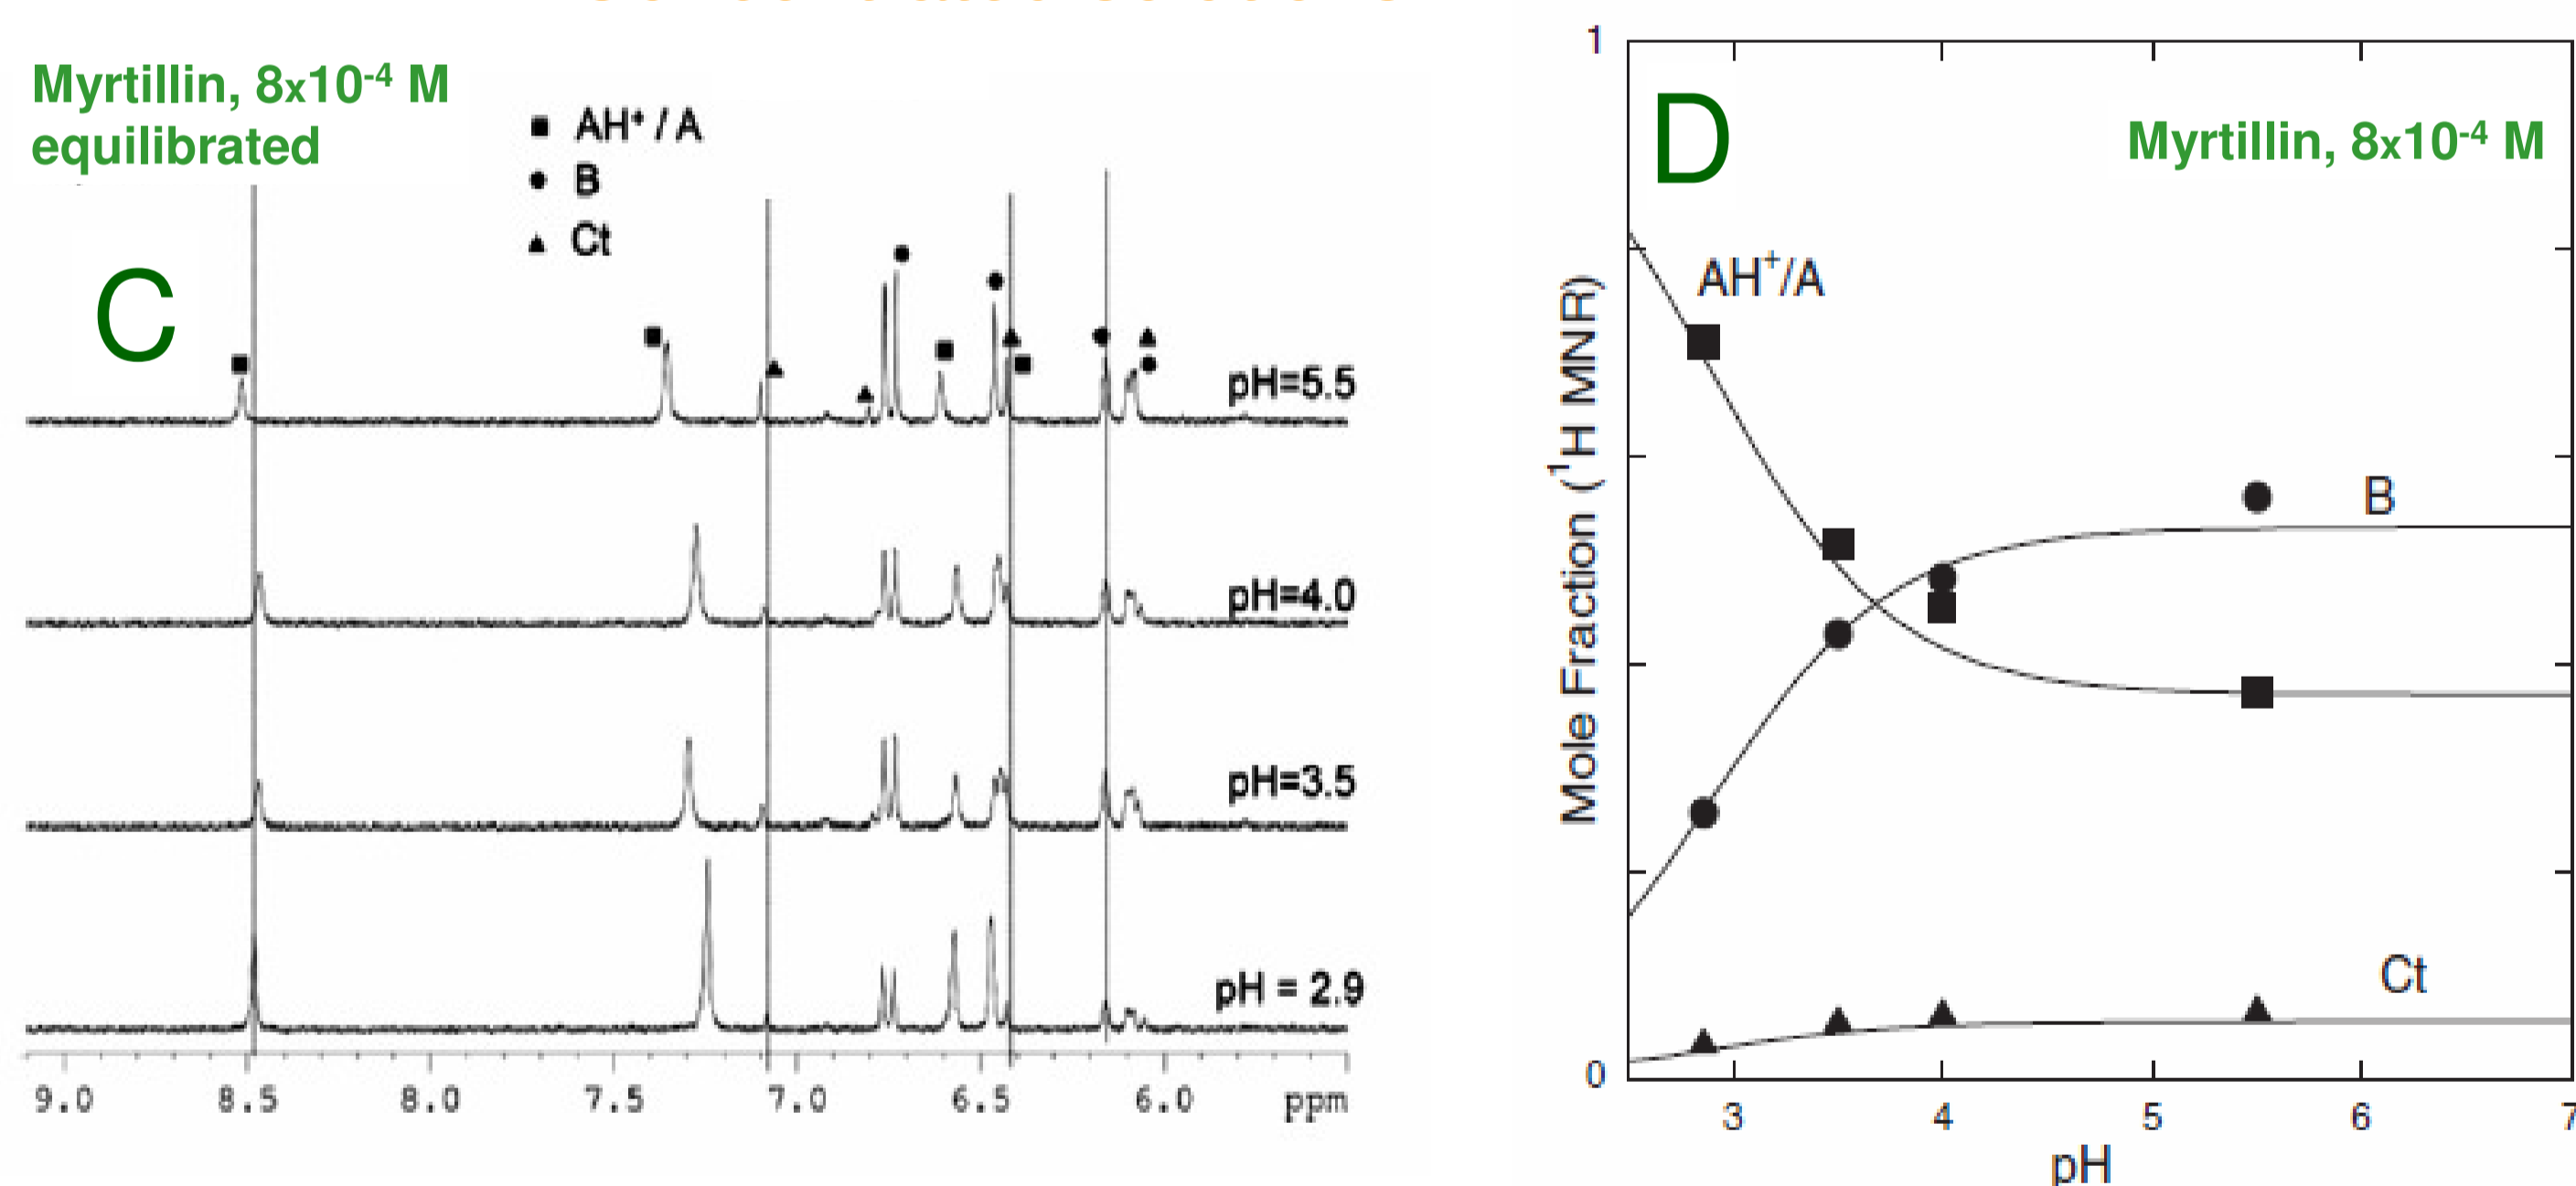 Myrtillin, 8x10-4 M
equilibrated
C
AH+ / A
B
Ct
pH=5.5
pH=4.0
pH=3.5
pH = 2.9
9.0 8.5 8.0 7.5 7.0 6.5 6.0 ppm
D
Myrtillin, 8x10-4 M
Mole Fraction (1H MNR)
1
0
AH+/A
B
Ct
3 4 5 6 7
pH